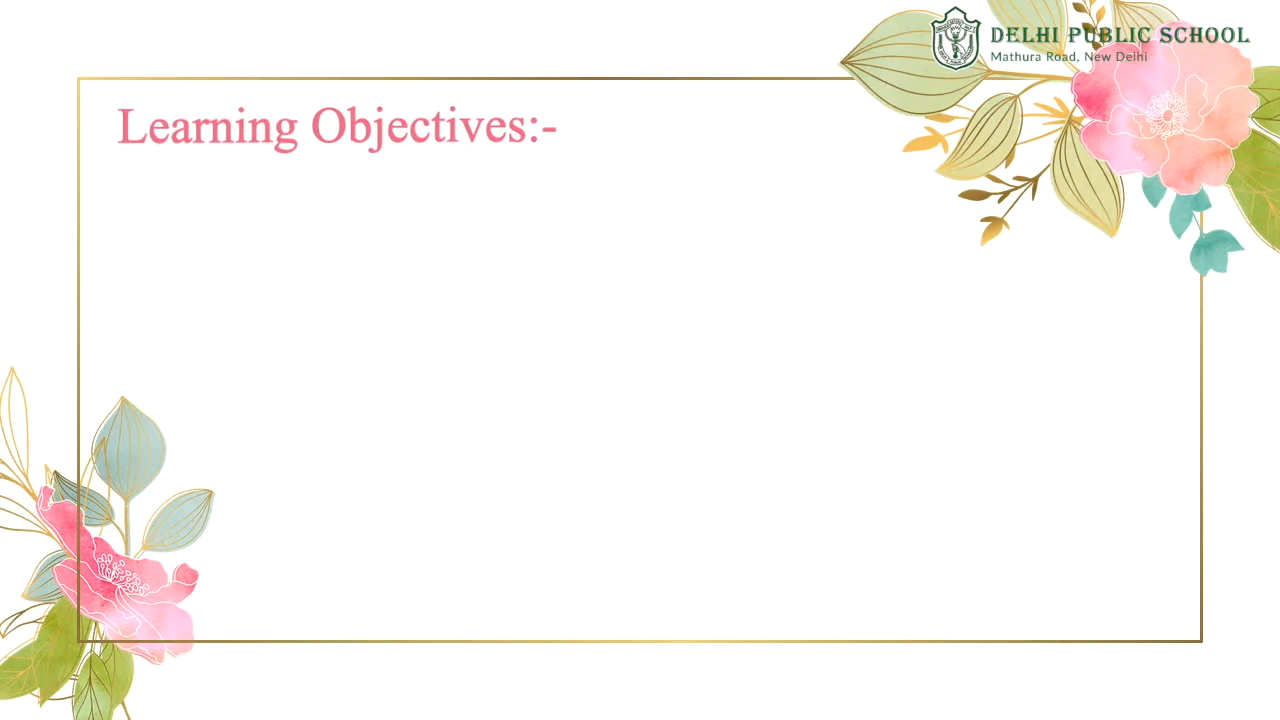 DELHI PUBLIC SCHOOL
Mathura Road, New Delhi
Learning Objectives:-